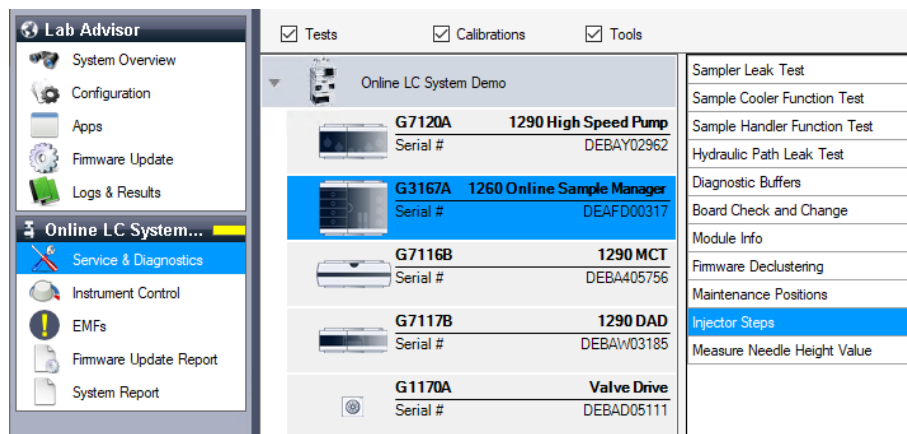 Lab Advisor
System Overview
Configuration
Apps
Firmware Update
Logs & Results
Online LC System...
Service & Diagnostics
Instrument Control
EMFs
Firmware Update Report
System Report
Tests Calibrations Tools
Online LC System Demo
G7120A 1290 High Speed Pump
Serial # DEBAY02962
G3167A 1260 Online Sample Manager
Serial # DEAFD00317
G7116B 1290 MCT
Serial # DEBA405756
G7117B 1290 DAD
Serial # DEBAW03185
G1170A Valve Drive
Serial # DEBAD05111
Sampler Leak Test
Sample Cooler Function Test
Sample Handler Function Test
Hydraulic Path Leak Test
Diagnostic Buffers
Board Check and Change
Module Info
Firmware Declustering
Maintenance Positions
Injector Steps
Measure Needle Height Value